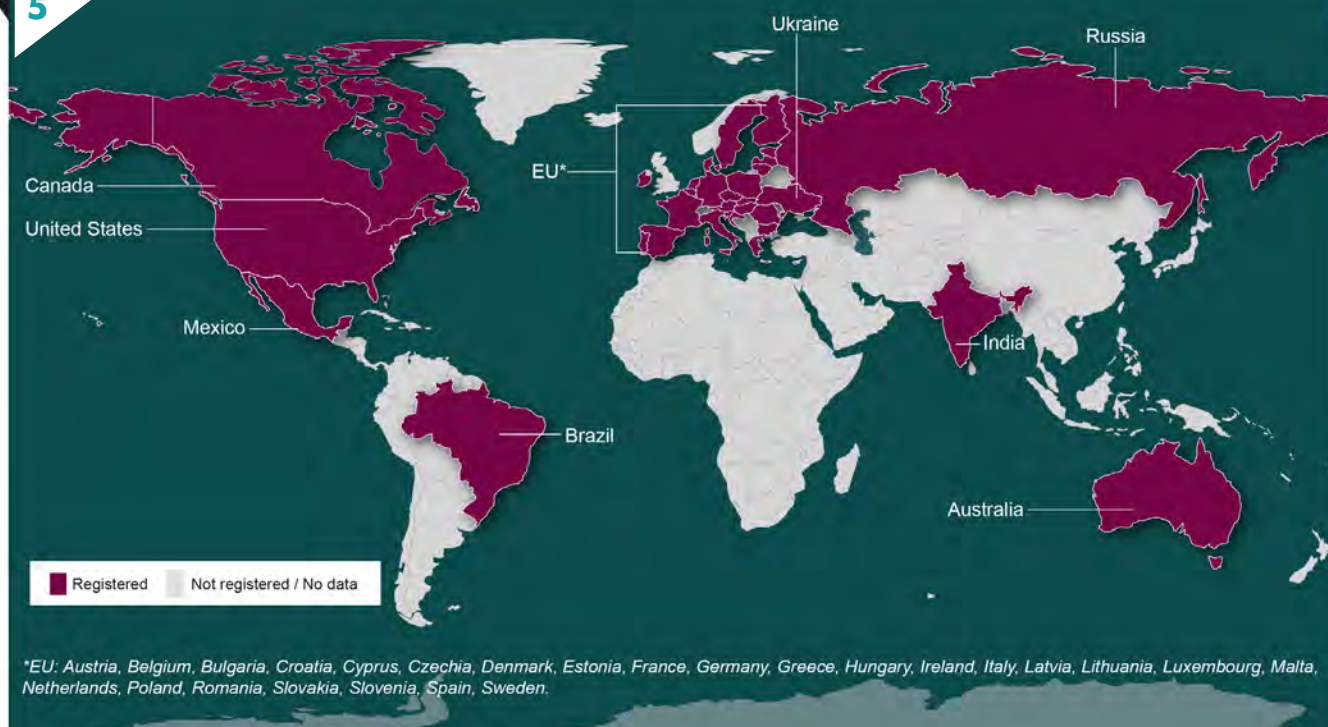 5
Ukraine
Russia
EU*
Canada
United States
Mexico
India
Brazil
Australia
Registered Not registered / No data
*EU: Austria, Belgium, Bulgaria, Croatia, Cyprus, Czechia, Denmark, Estonia, France, Germany, Greece, Hungary, Ireland, Italy, Latvia, Lithuania, Luxembourg, Malta,
Netherlands, Poland, Romania, Slovakia, Slovenia, Spain, Sweden.